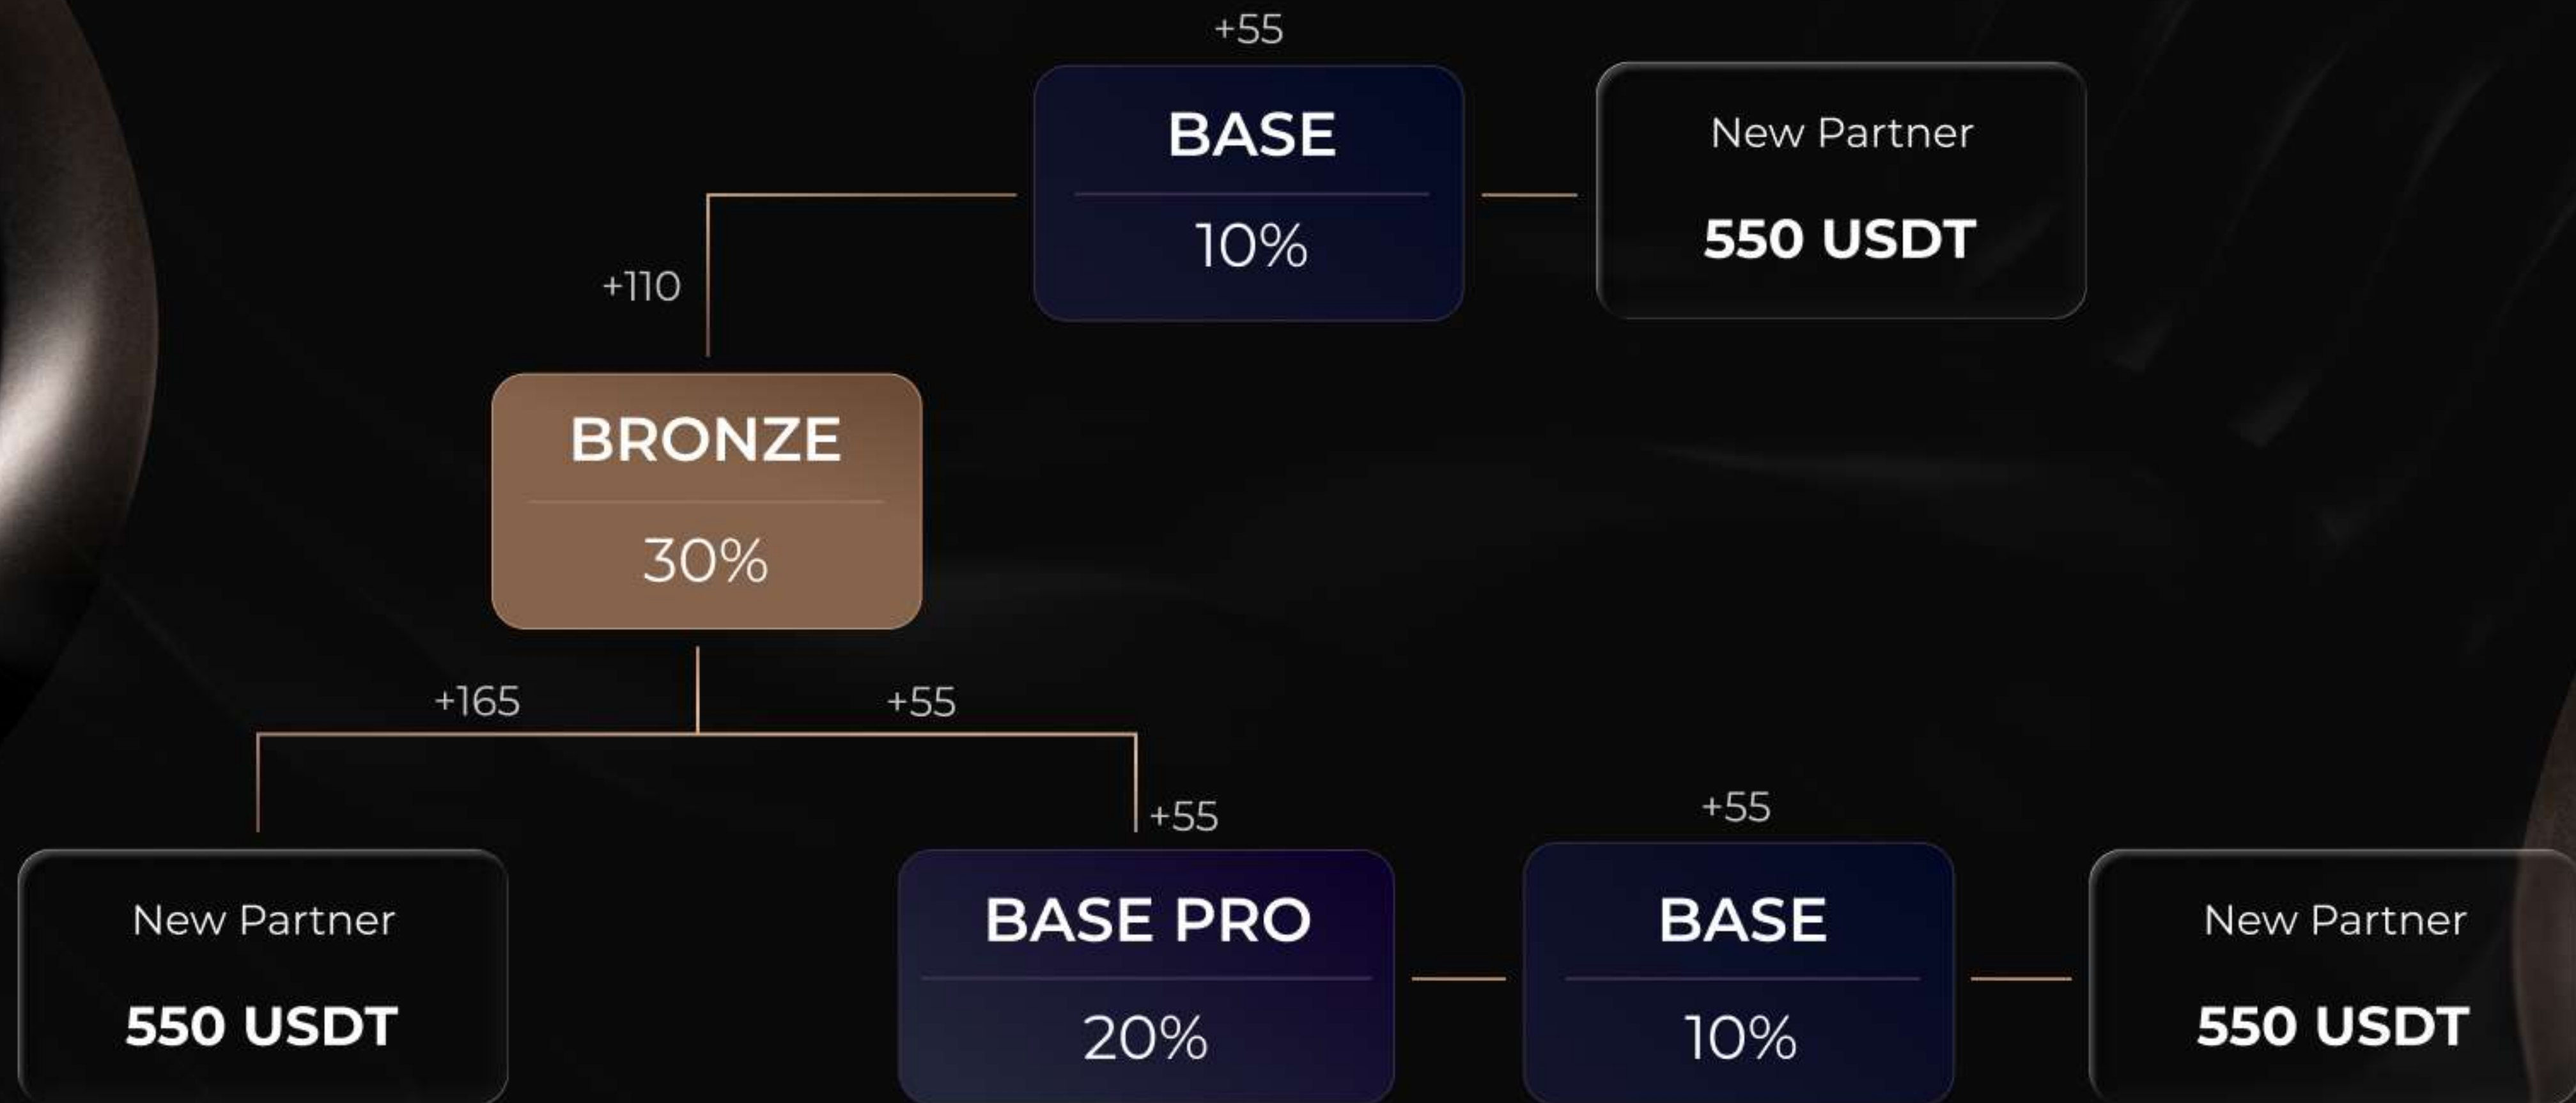 +55
BASE
10%
New Partner
550 USDT
+110
BRONZE
30%
+165
+55
New Partner
550 USDT
+55
BASE PRO
20%
+55
BASE
10%
New Partner
550 USDT